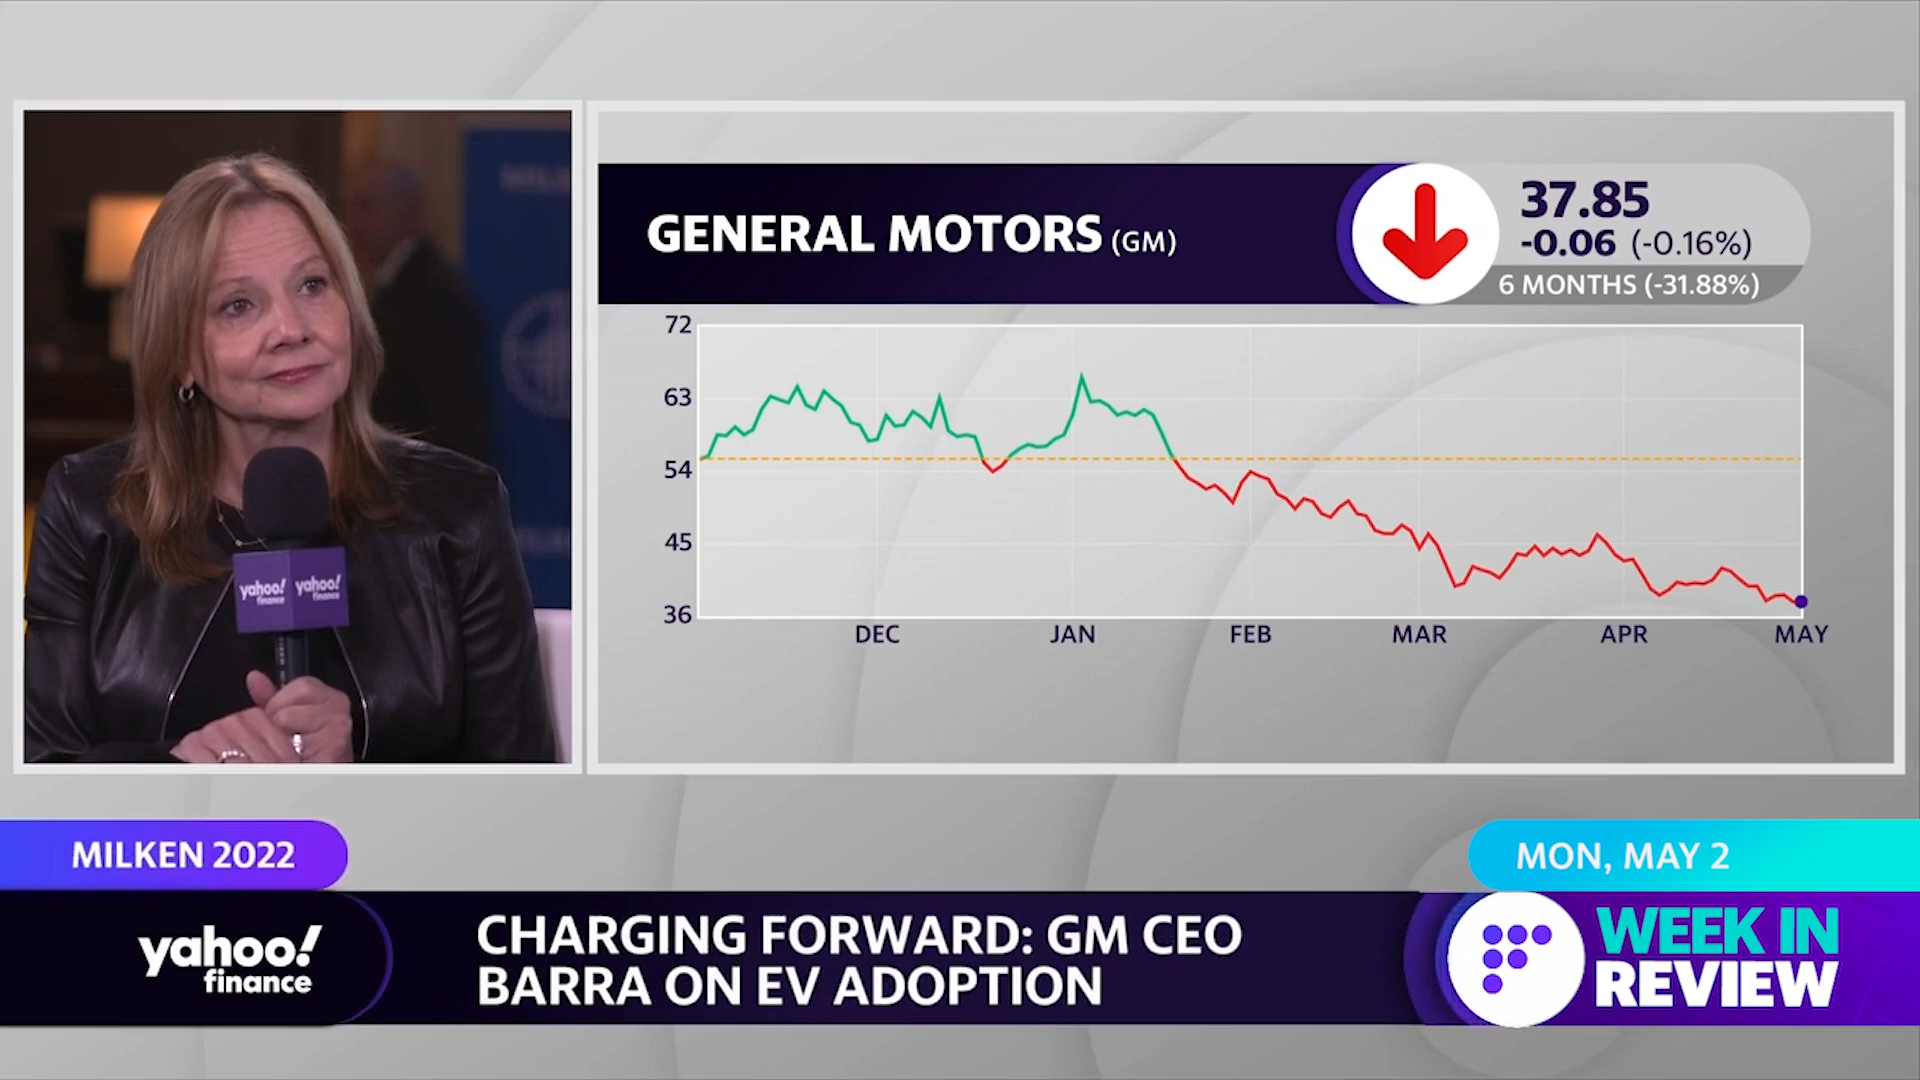 GENERAL MOTORS (GM)
37.85
-0.06 (-0.16%)
6 MONTHS (-31.88%)
72
63
54
45
36
DEC JAN FEB MAR APR MAY
yahoo! yahoo!
finance finance
MILKEN 2022
MON, MAY 2
yahoo!
finance
CHARGING FORWARD: GM CEO
BARRA ON EV ADOPTION
WEEK IN
REVIEW